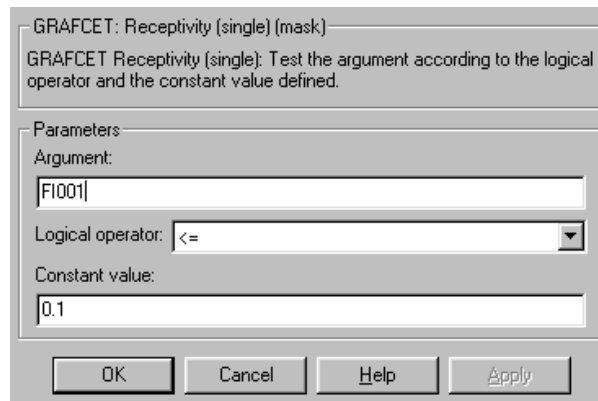 GRAFCET: Receptivity (single) (mask)
GRAFCET Receptivity (single): Test the argument according to the logical
operator and the constant value defined.
Parameters
Argument:
FI001
Logical operator: <=
Constant value:
0.1
OK Cancel Help Apply